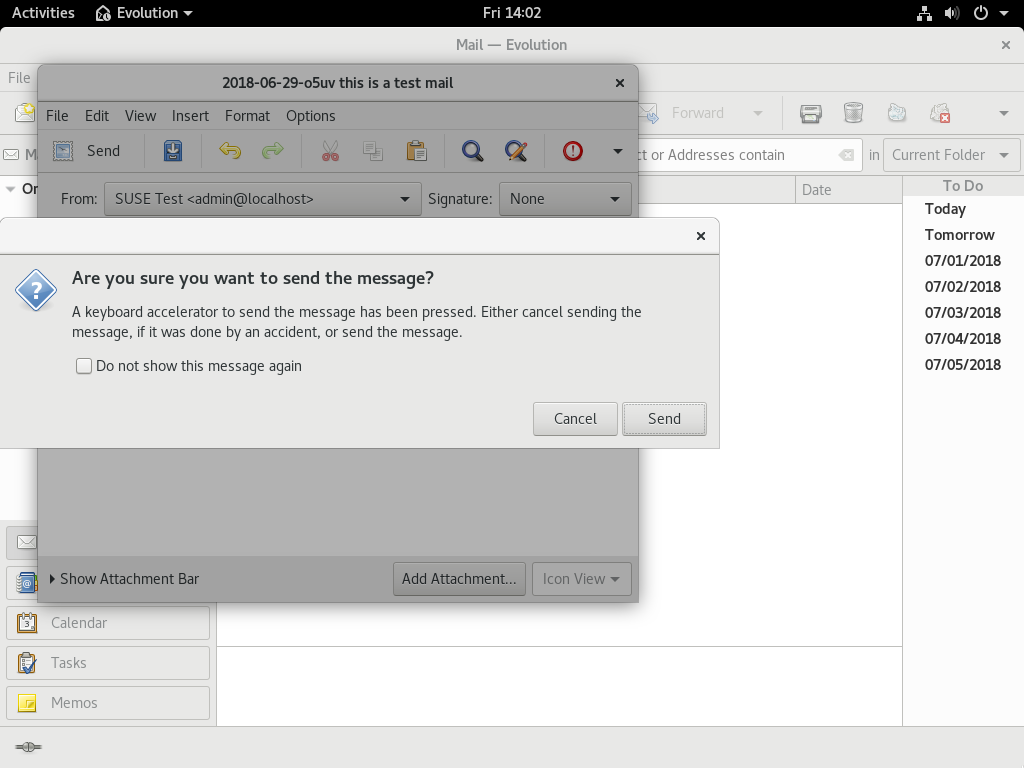 Activities Evolution Fri 14:02
Mail — Evolution
File
2018-06-29-o5uv this is a test mail
File Edit View Insert Format Options
Send
Forward
or Addresses contain in Current Folder
From: SUSE Test <admin@localhost> Signature: None
Date
To Do
Today
Tomorrow
07/01/2018
07/02/2018
07/03/2018
07/04/2018
07/05/2018
Are you sure you want to send the message?
A keyboard accelerator to send the message has been pressed. Either cancel sending the
message, if it was done by an accident, or send the message.
Do not show this message again
Cancel Send
Show Attachment Bar Add Attachment... Icon View
Calendar
Tasks
Memos